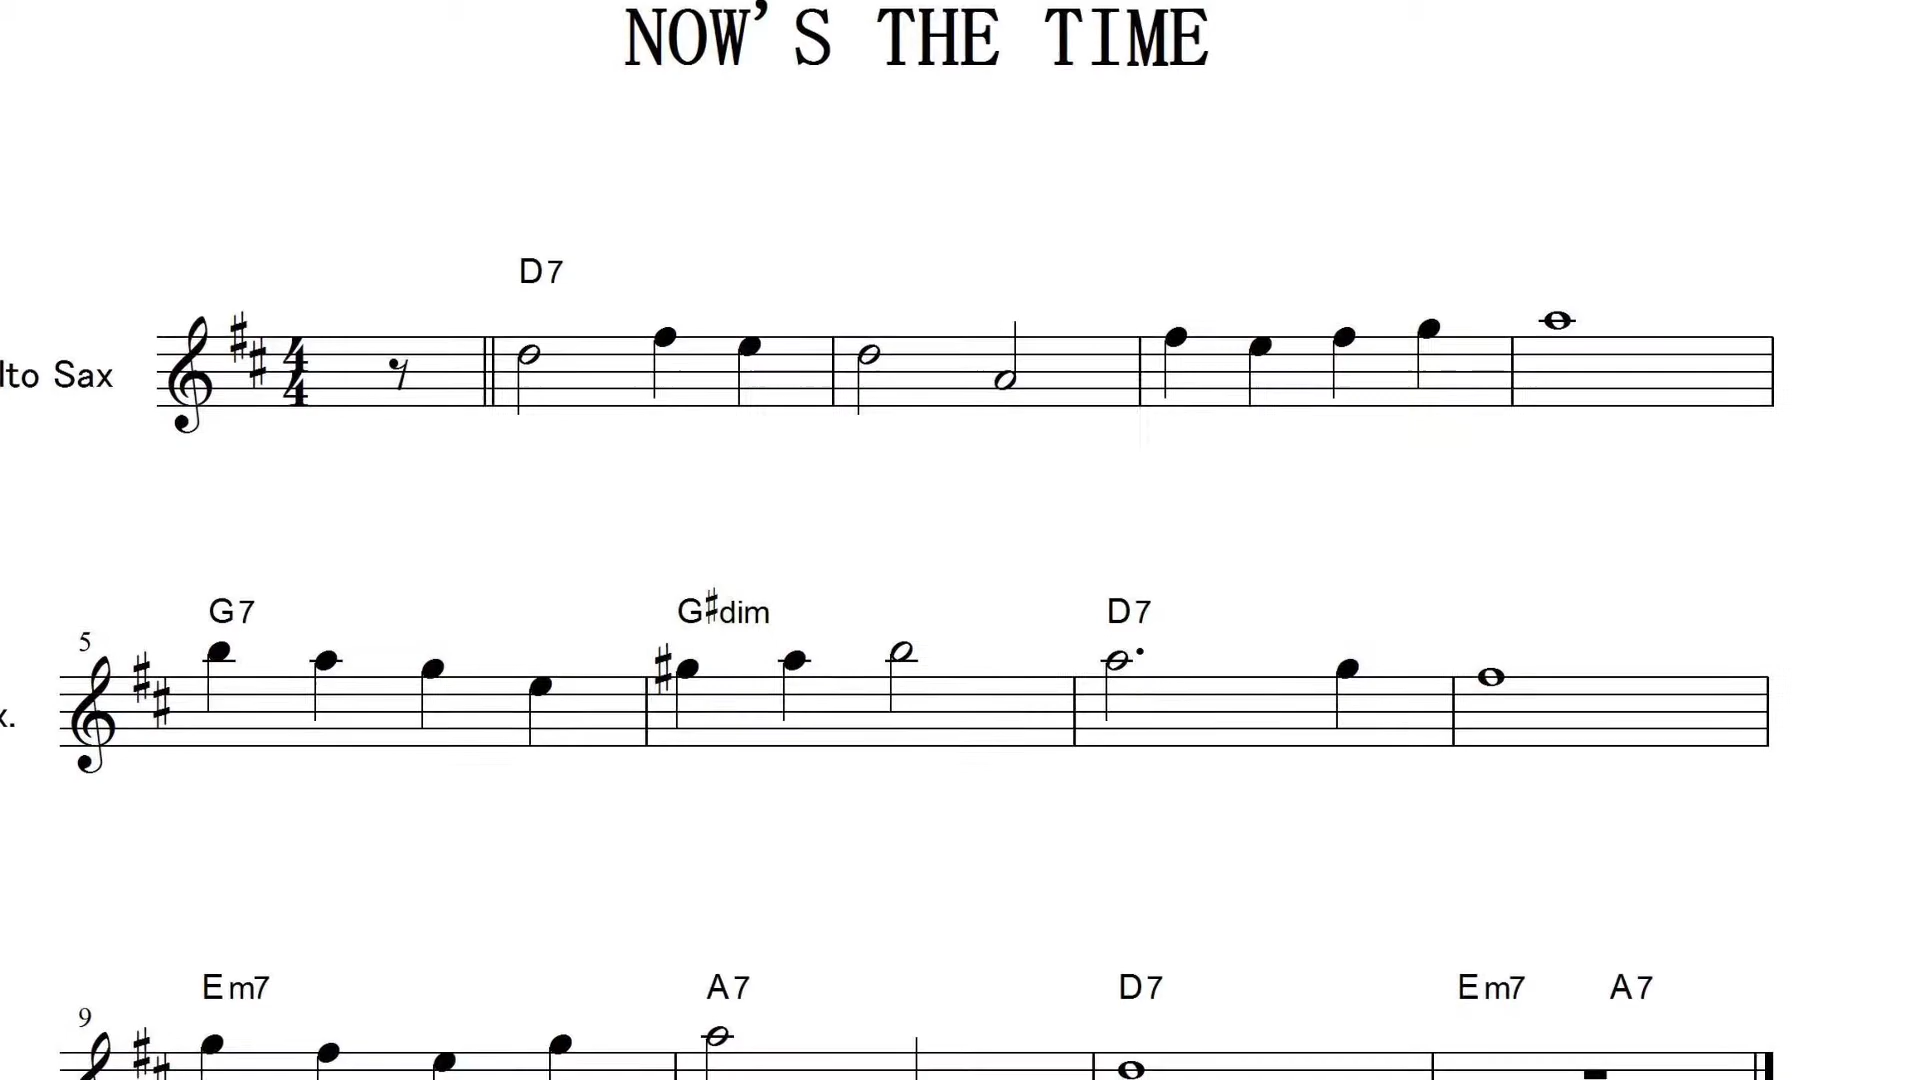 NOW'S THE TIME
D7
lto Sax
G7 G♯dim D7
5
x.
Em7 A7 D7 Em7 A7
9